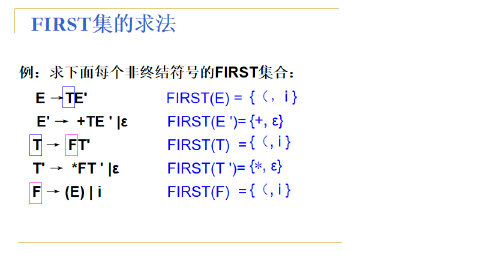 FIRST集的求法
例：求下面每个非终结符号的FIRST集合：
E →TE' FIRST(E) = {（，i }
E' → +TE ' |ε FIRST(E ')= {+, ε}
T → FT' FIRST(T) = {（, i }
T' → *FT ' |ε FIRST(T ')= {*, ε}
F → (E) | i FIRST(F) = {（, i }